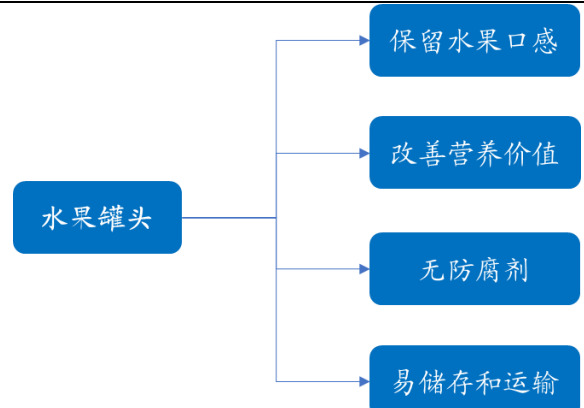 保留水果口感
改善营养价值
水果罐头
无防腐剂
易储存和运输